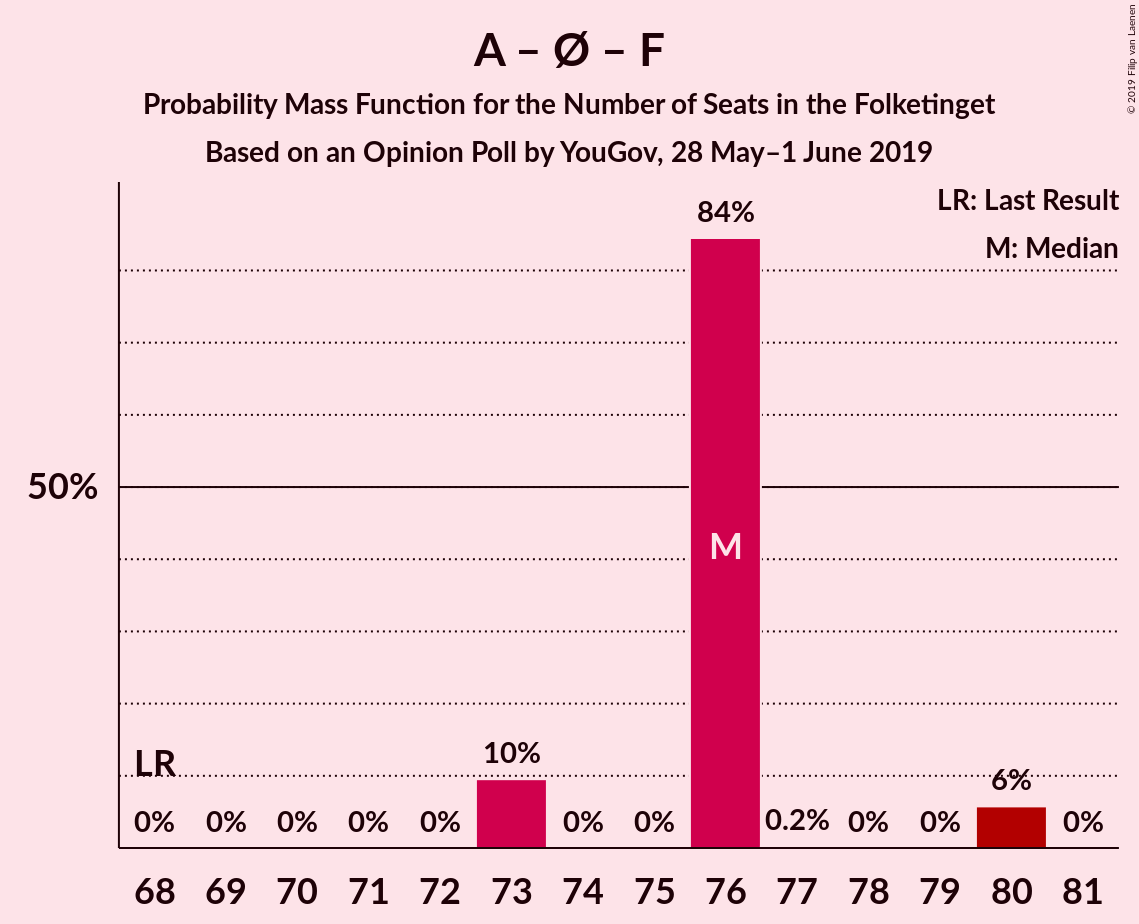 A – Ø – F
Probability Mass Function for the Number of Seats in the Folketinget
Based on an Opinion Poll by YouGov, 28 May–1 June 2019
© 2019 Filip van Laenen
LR: Last Result
M: Median
84%
50%
M
LR
10%
6%
0% 0% 0% 0% 0% 0% 0% 0.2% 0% 0% 0%
68 69 70 71 72 73 74 75 76 77 78 79 80 81